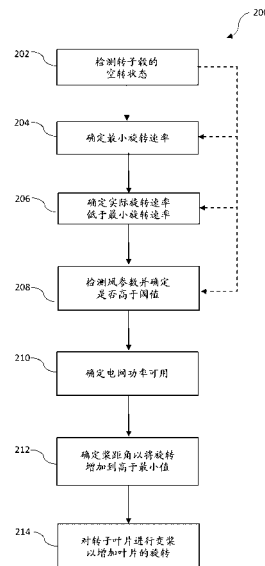 200
202
检测转子毂的
空转状态
204
确定最小旋转速率
206
确定实际旋转速率
低于最小旋转速率
208
检测风参数并确定
是否高于阈值
210
确定电网功率可用
212
确定桨距角以将旋转
增加到高于最小值
214
对转子叶片进行变桨
以增加叶片的旋转